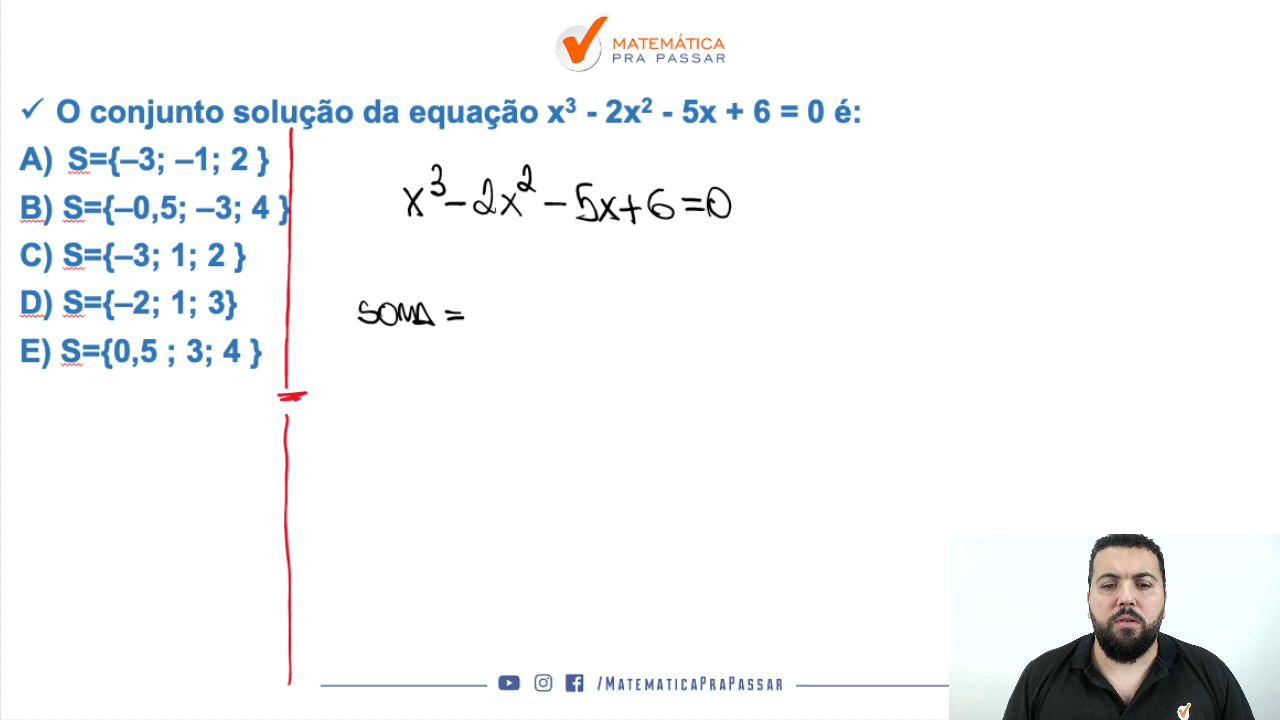 MATEMÁTICA
PRA PASSAR
✓ O conjunto solução da equação x³ - 2x² - 5x + 6 = 0 é:
A) S={–3; –1; 2 }
B) S={–0,5; –3; 4 }
C) S={–3; 1; 2 }
D) S={–2; 1; 3}
E) S={0,5 ; 3; 4 }
x³ - 2x² - 5x + 6 = 0
SOMA =
/MATEMATICAPRAPASSAR